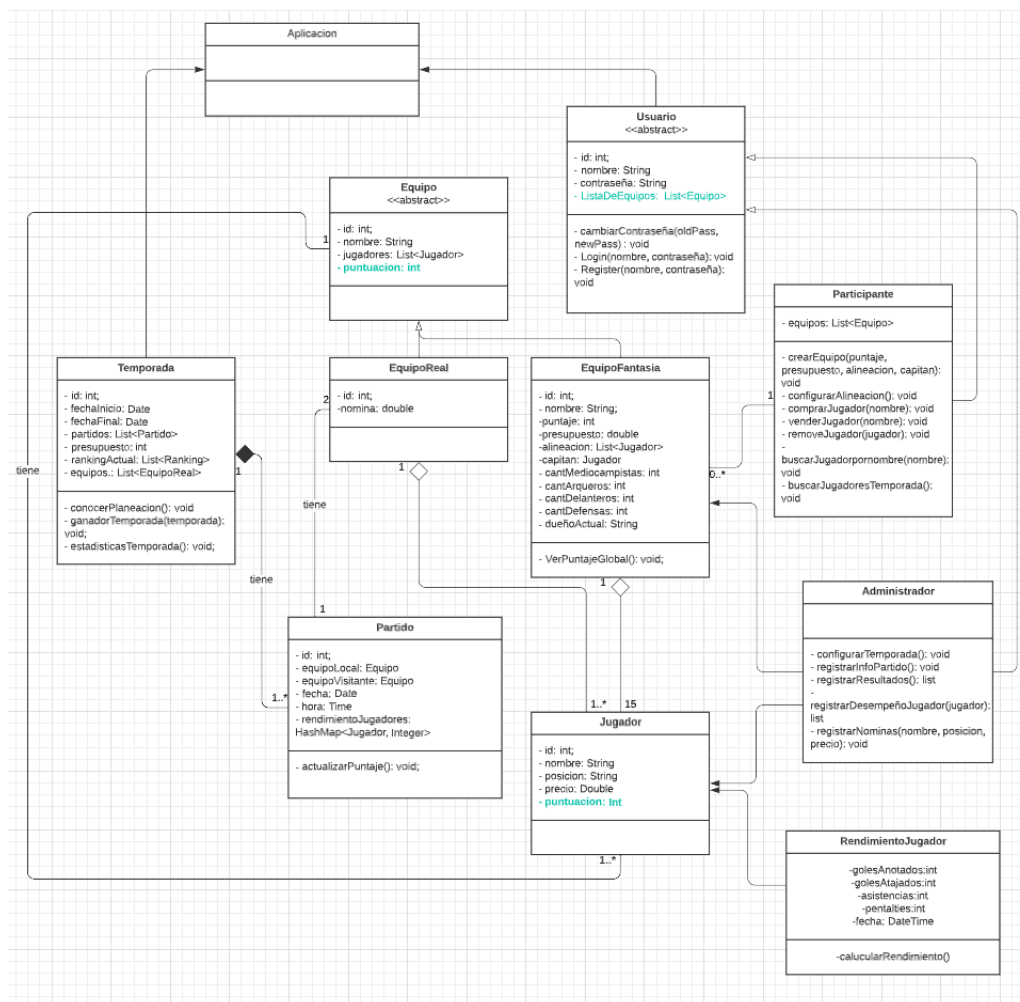 Aplicacion
Usuario
<<abstract>>
- id: int;
- nombre: String
- contraseña: String
- ListaDeEquipos: List<Equipo>
- cambiarContraseña(oldPass,
newPass) : void
- Login(nombre, contraseña): void
- Register(nombre, contraseña):
void
Equipo
<<abstract>>
- id: int;
- nombre: String
- jugadores: List<Jugador>
- puntuacion: int
1
Participante
- equipos: List<Equipo>
- crearEquipo(puntaje,
presupuesto, alineacion, capitan):
void
- configurarAlineacion(): void
- comprarJugador(nombre): void
- venderJugador(nombre): void
- removeJugador(jugador): void
-
buscarJugadorpornombre(nombre):
void
- buscarJugadoresTemporada():
void
1
0..*
Temporada
- id: int;
- fechaInicio: Date
- fechaFinal: Date
- partidos: List<Partido>
- presupuesto: int
- rankingActual: List<Ranking>
- equipos.: List<EquipoReal>
- conocerPlaneacion(): void
- ganadorTemporada(temporada):
void;
- estadisticasTemporada(): void;
1
EquipoReal
- id: int;
-nomina: double
2
1
EquipoFantasia
- id: int;
- nombre: String;
-puntaje: int
-presupuesto: double
-alineacion: List<Jugador>
-capitan: Jugador
- cantMediocampistas: int
- cantArqueros: int
- cantDelanteros: int
- cantDefensas: int
- dueñoActual: String
- VerPuntajeGlobal(): void;
1
tiene
tiene
tiene
1
Partido
- id: int;
- equipoLocal: Equipo
- equipoVisitante: Equipo
- fecha: Date
- hora: Time
- rendimientoJugadores:
HashMap<Jugador, Integer>
- actualizarPuntaje(): void;
1..*
Administrador
- configurarTemporada(): void
- registrarInfoPartido(): void
- registrarResultados(): list
-
registrarDesempeñoJugador(jugador):
list
- registrarNominas(nombre, posicion,
precio): void
1..*
15
Jugador
- id: int;
- nombre: String
- posicion: String
- precio: Double
- puntuacion: Int
1..*
RendimientoJugador
-golesAnotados:int
-golesAtajados:int
-asistencias:int
-pentalties:int
-fecha: DateTime
-calucularRendimiento()